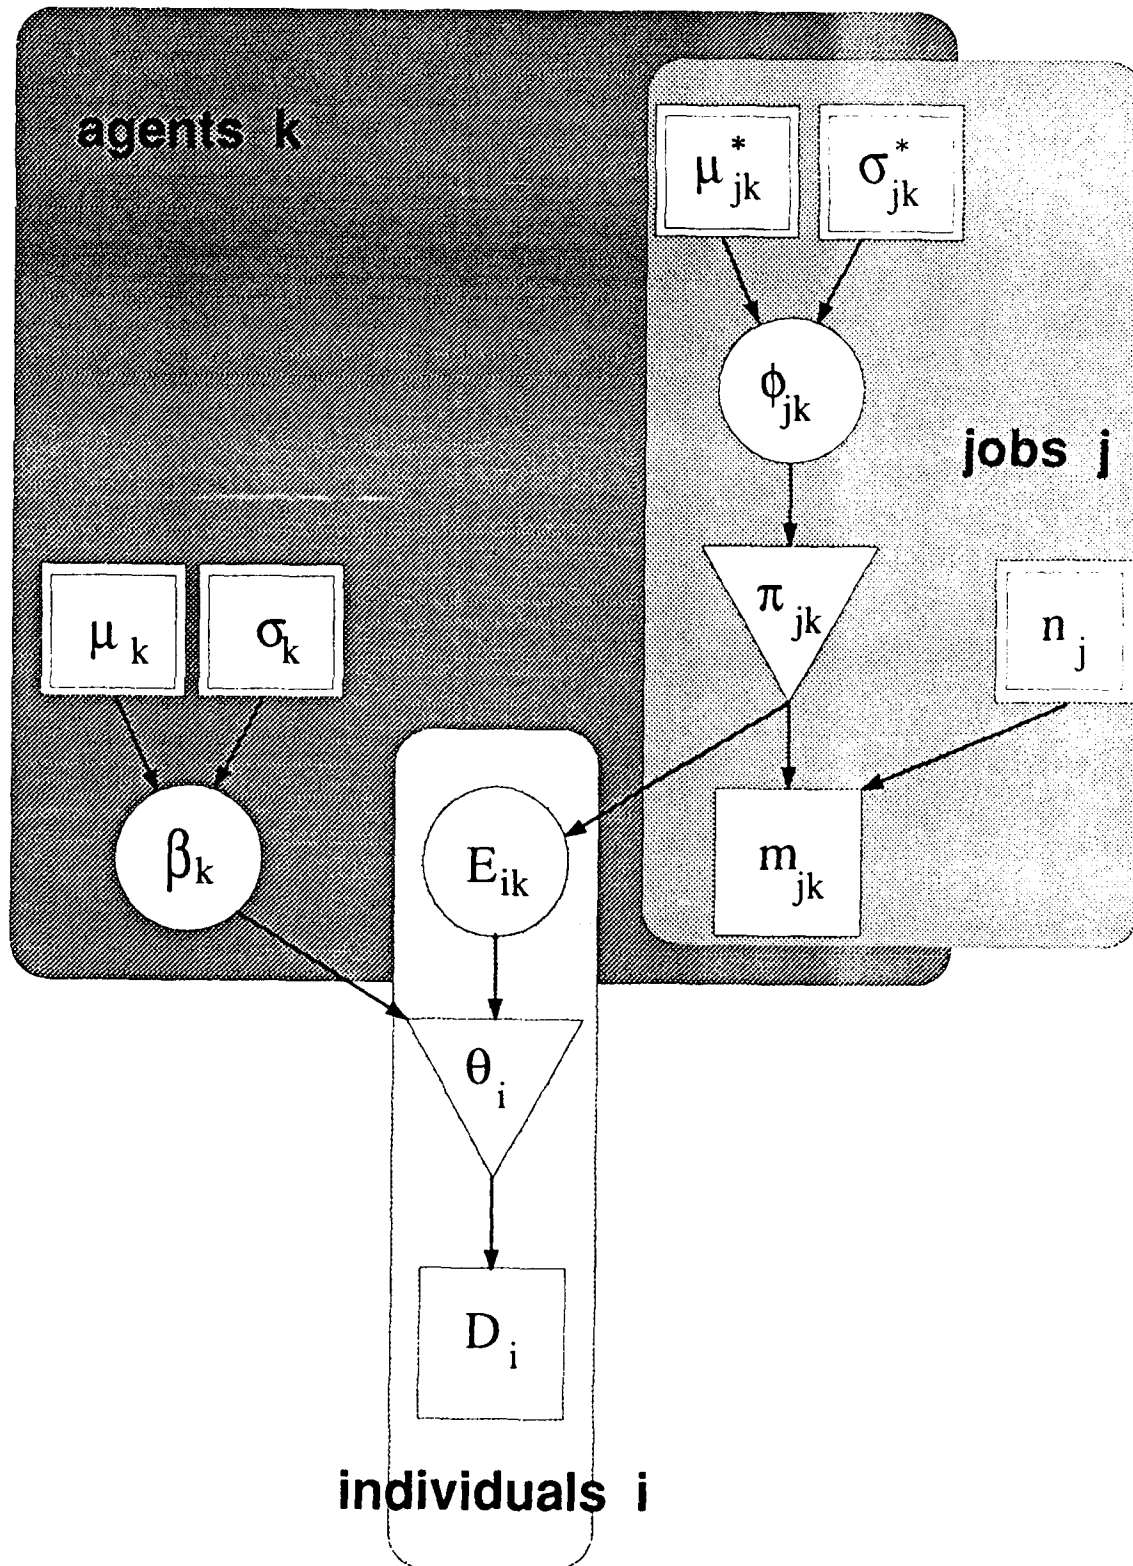 agents k
μ*jk σ*jk
ϕjk
jobs j
πjk
nj
μk σk
βk
Eik
mjk
θi
Di
individuals i